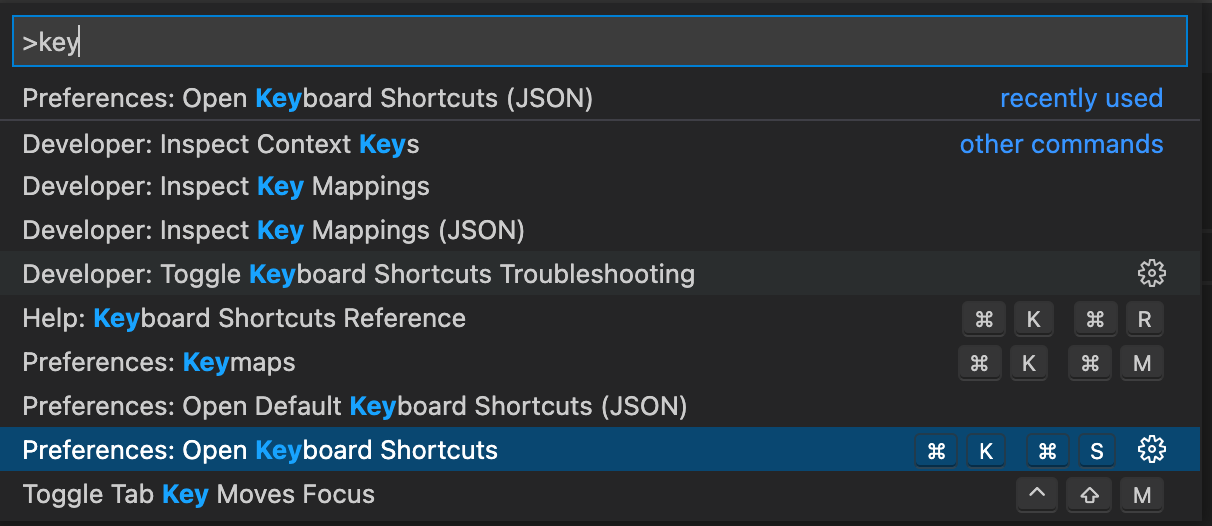 >key
Preferences: Open Keyboard Shortcuts (JSON) recently used
Developer: Inspect Context Keys other commands
Developer: Inspect Key Mappings
Developer: Inspect Key Mappings (JSON)
Developer: Toggle Keyboard Shortcuts Troubleshooting
Help: Keyboard Shortcuts Reference ⌘ K ⌘ R
Preferences: Keymaps ⌘ K ⌘ M
Preferences: Open Default Keyboard Shortcuts (JSON)
Preferences: Open Keyboard Shortcuts ⌘ K ⌘ S
Toggle Tab Key Moves Focus ⌃ ⇧ M